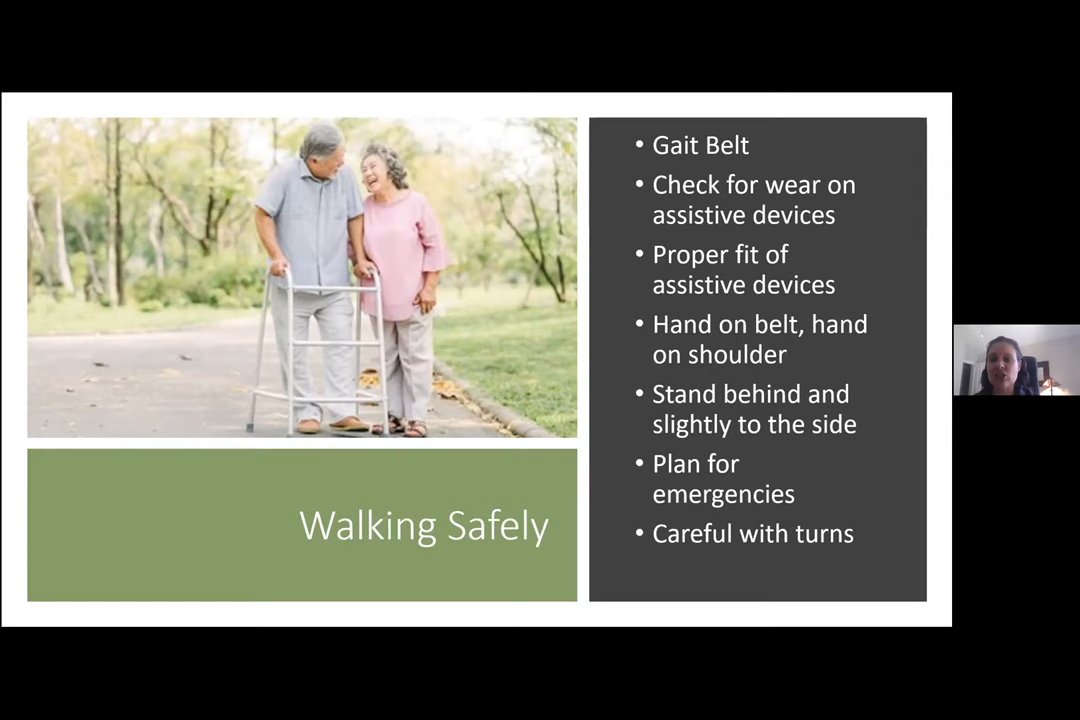 Walking Safely
• Gait Belt
• Check for wear on
assistive devices
• Proper fit of
assistive devices
• Hand on belt, hand
on shoulder
• Stand behind and
slightly to the side
• Plan for
emergencies
• Careful with turns